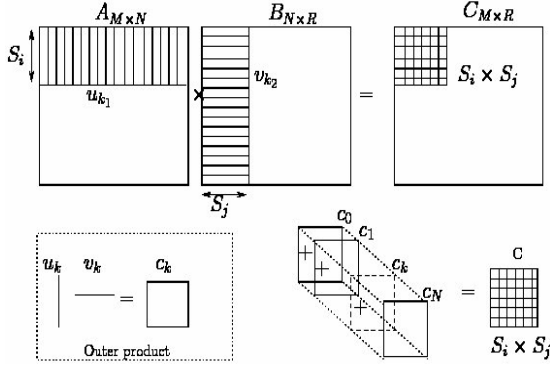 A_{M×N} B_{N×R} C_{M×R}
S_i
u_{k_1} × v_{k_2} = S_i × S_j
S_j
u_k v_k = c_k
Outer product
c_0
c_1
c_k
c_N
+ + +
= C
S_i × S_j